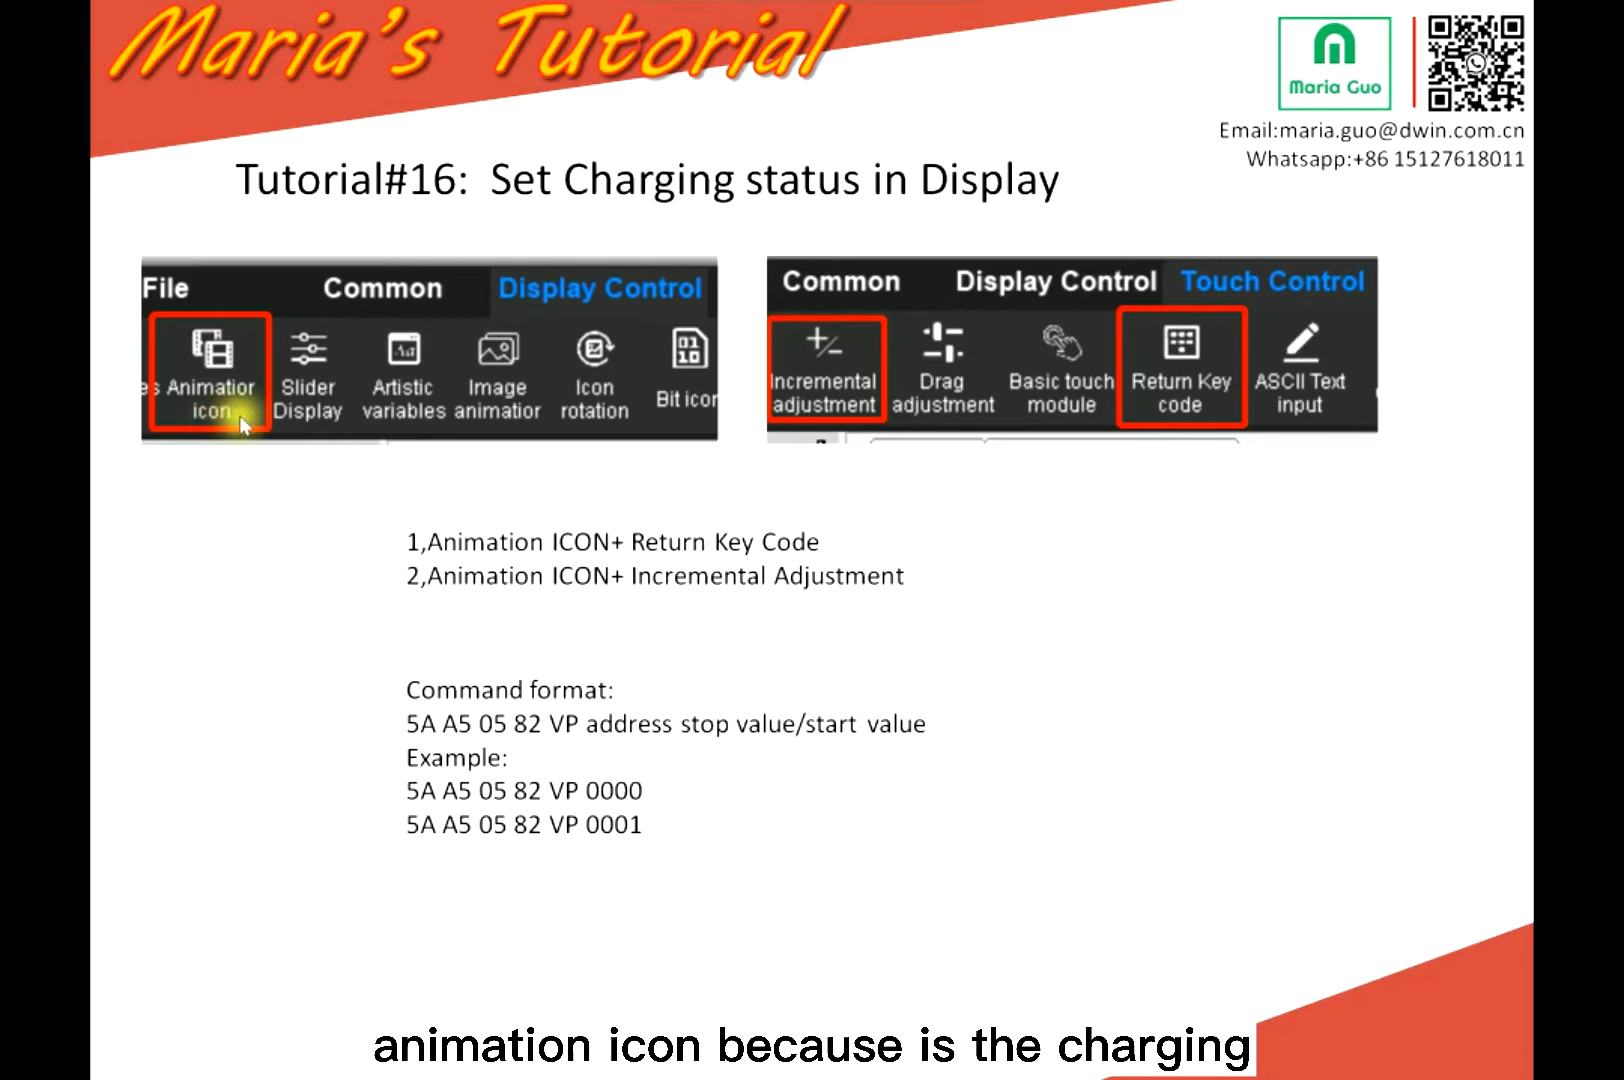 Maria's Tutorial
Maria Guo
Email:maria.guo@dwin.com.cn
Whatsapp:+86 15127618011
Tutorial#16: Set Charging status in Display
File Common Display Control
Animatior icon
Slider Display
Artistic variables
Image animatior
Icon rotation
Bit icor
Common Display Control Touch Control
Incremental adjustment
Drag adjustment
Basic touch module
Return Key code
ASCII Text input
1,Animation ICON+ Return Key Code
2,Animation ICON+ Incremental Adjustment
Command format:
5A A5 05 82 VP address stop value/start value
Example:
5A A5 05 82 VP 0000
5A A5 05 82 VP 0001
animation icon because is the charging